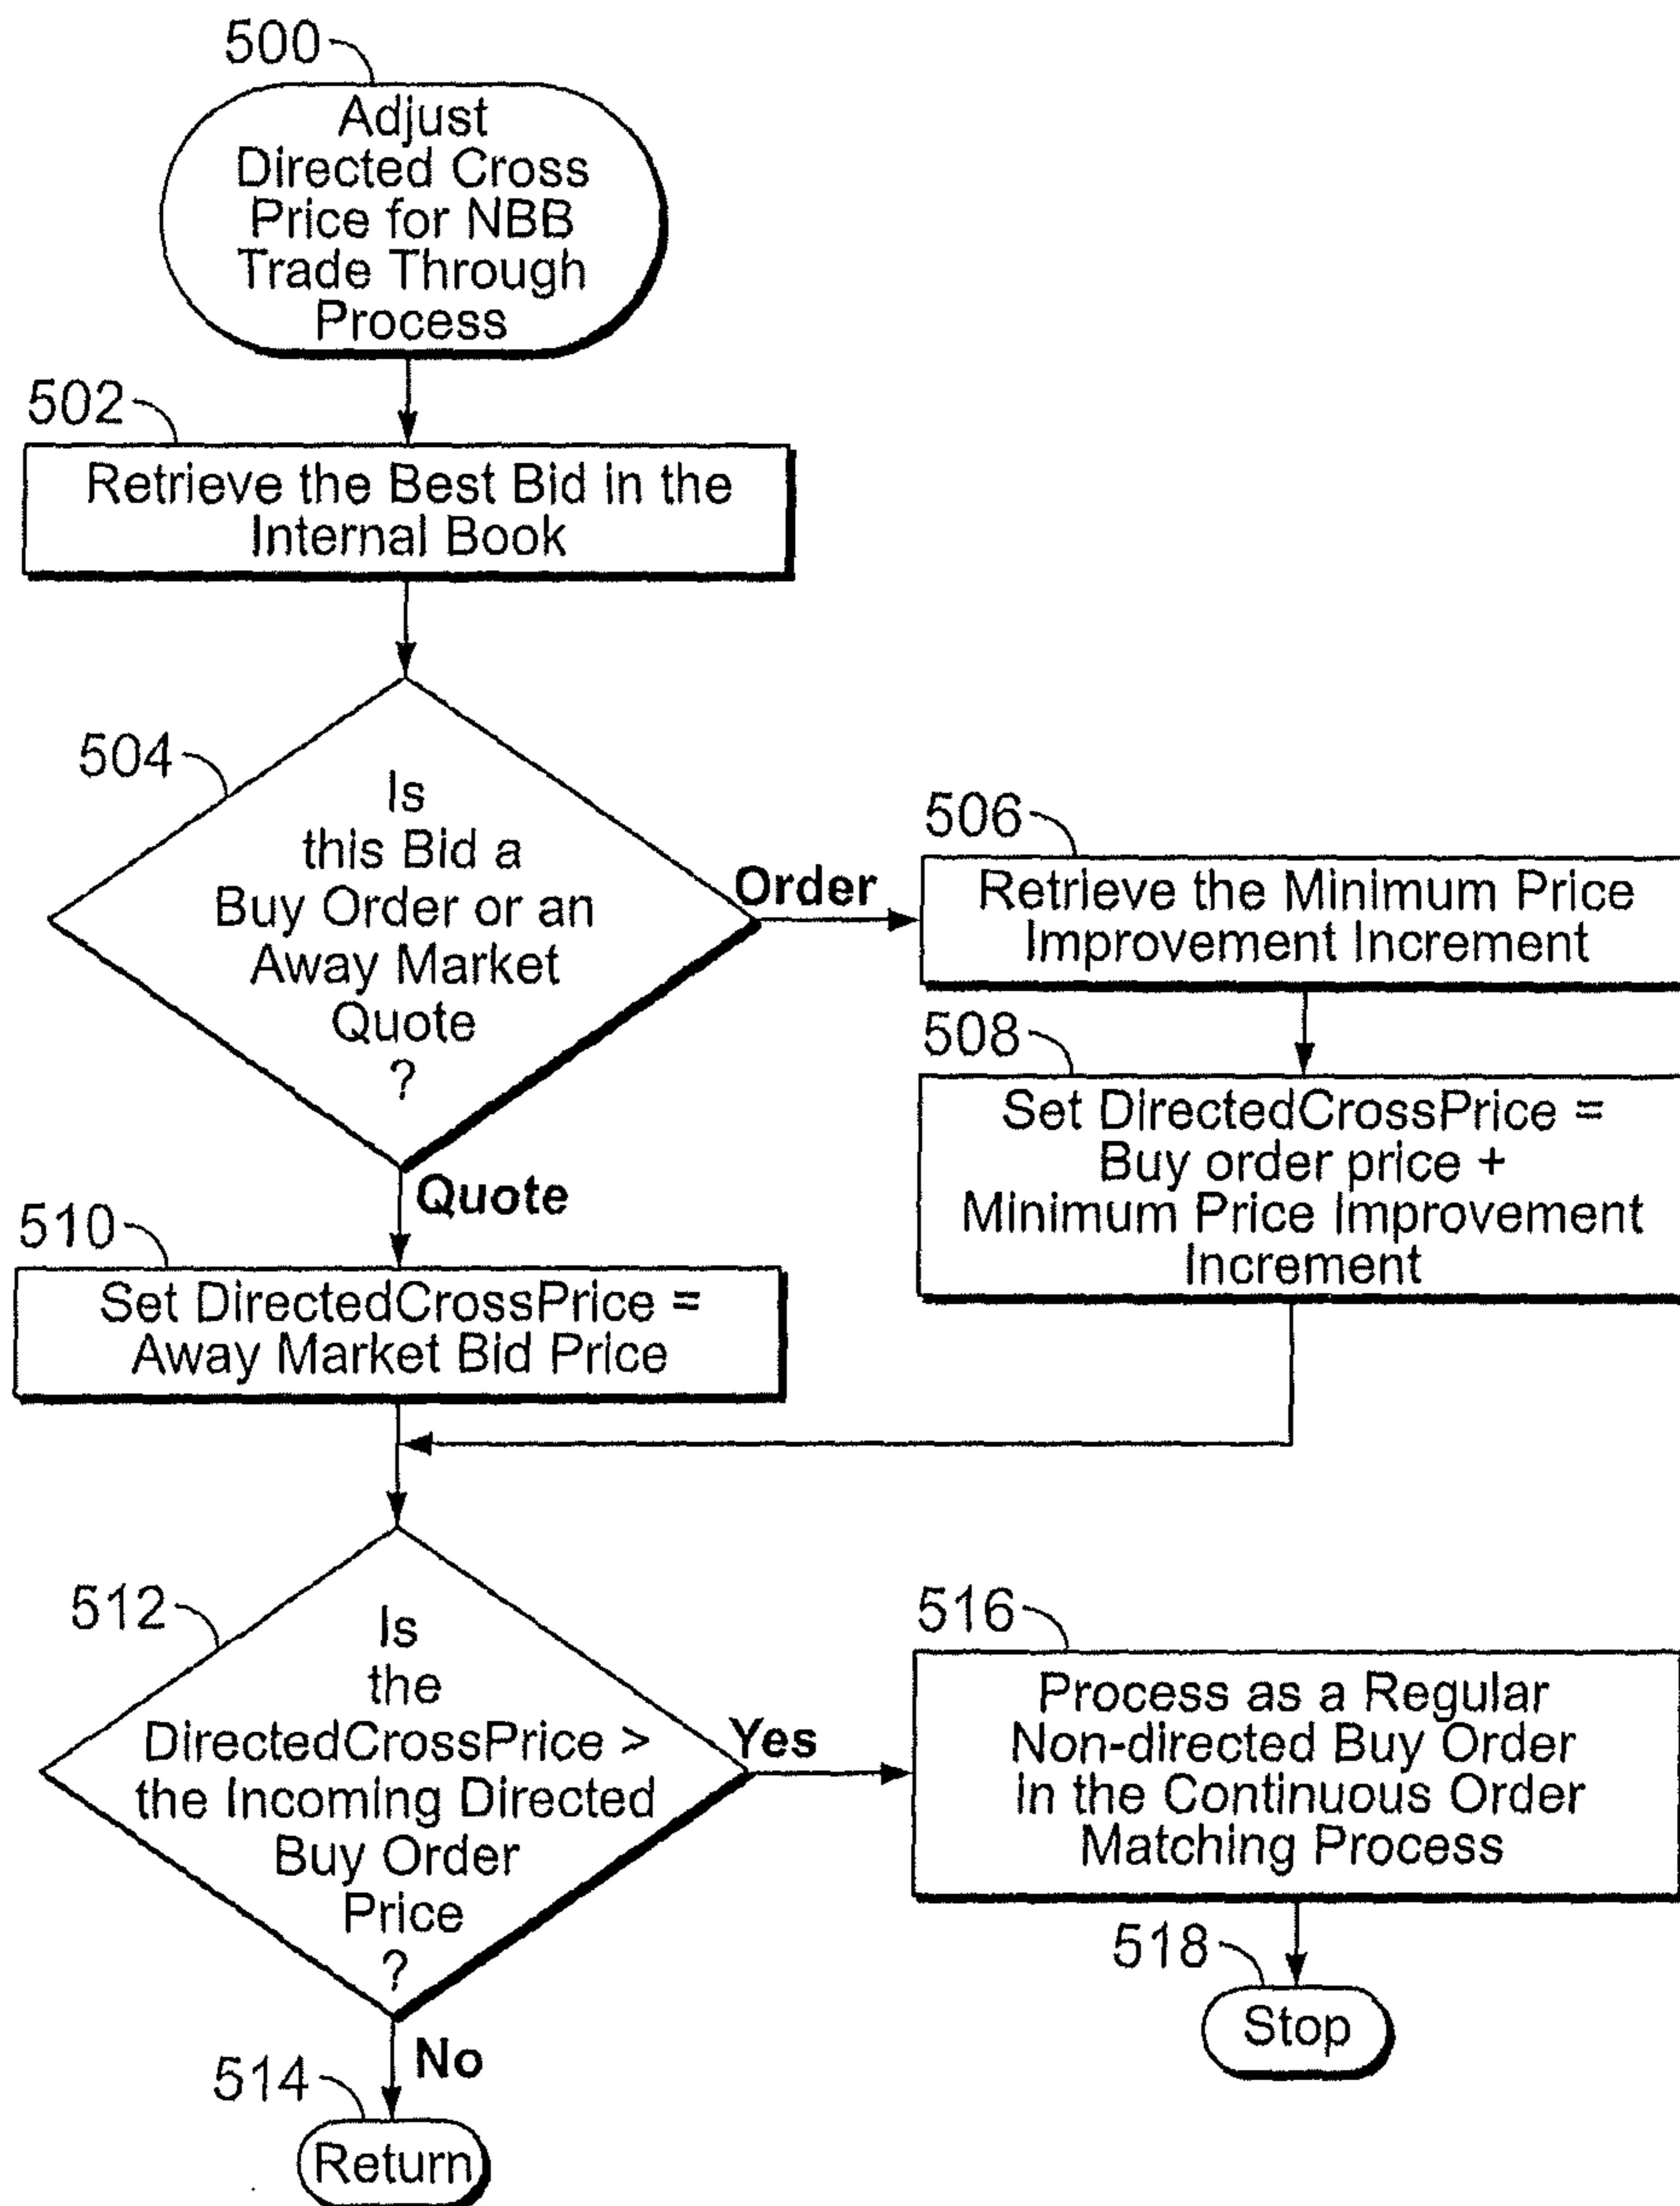 500
Adjust
Directed Cross
Price for NBB
Trade Through
Process
502
Retrieve the Best Bid in the
Internal Book
504
Is
this Bid a
Buy Order or an
Away Market
Quote
?
Order
506
Retrieve the Minimum Price
Improvement Increment
508
Set DirectedCrossPrice =
Buy order price +
Minimum Price Improvement
Increment
Quote
510
Set DirectedCrossPrice =
Away Market Bid Price
512
Is
the
DirectedCrossPrice >
the Incoming Directed
Buy Order
Price
?
Yes
516
Process as a Regular
Non-directed Buy Order
in the Continuous Order
Matching Process
518
Stop
No
514
Return